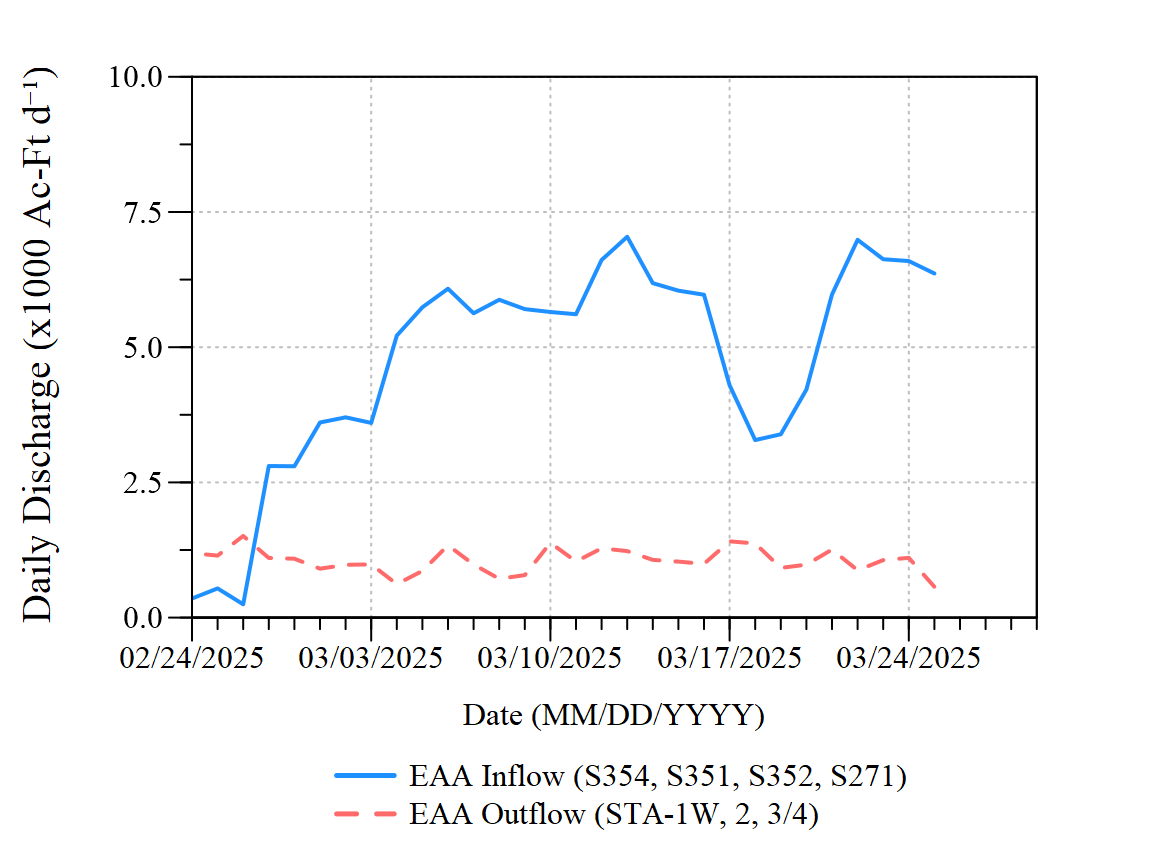 Daily Discharge (x1000 Ac-Ft d⁻¹)
10.0
7.5
5.0
2.5
0.0
02/24/2025 03/03/2025 03/10/2025 03/17/2025 03/24/2025
Date (MM/DD/YYYY)
EAA Inflow (S354, S351, S352, S271)
EAA Outflow (STA-1W, 2, 3/4)